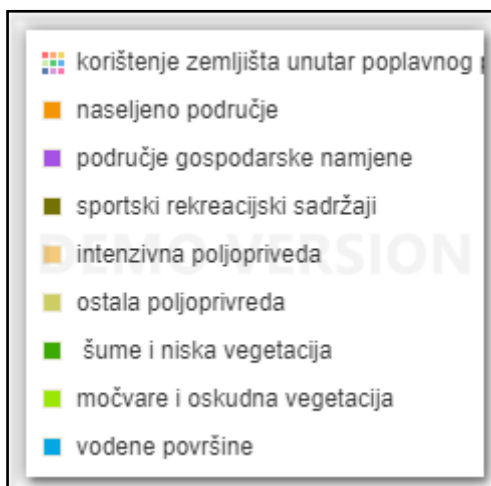 korištenje zemljišta unutar poplavnog
naseljeno područje
područje gospodarske namjene
sportski rekreacijski sadržaji
DEMO VERSION
intenzivna poljopriveda
ostala poljoprivreda
šume i niska vegetacija
močvare i oskudna vegetacija
vodene površine